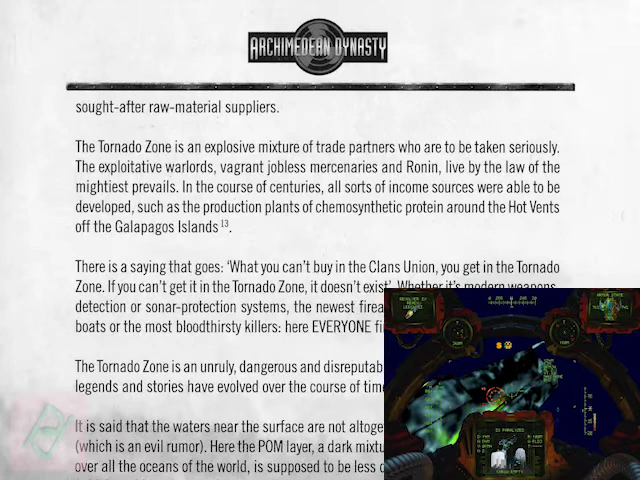 ARCHIMEDEAN DYNASTY
sought-after raw-material suppliers.
The Tornado Zone is an explosive mixture of trade partners who are to be taken seriously.
The exploitative warlords, vagrant jobless mercenaries and Ronin, live by the law of the
mightiest prevails. In the course of centuries, all sorts of income sources were able to be
developed, such as the production plants of chemosynthetic protein around the Hot Vents
off the Galapagos Islands 13.
There is a saying that goes: ‘What you can’t buy in the Clans Union, you get in the Tornado
Zone. If you can’t get it in the Tornado Zone, it doesn’t exist’. Whether it’s modern weapons,
detection or sonar-protection systems, the newest
boats or the most bloodthirsty killers: here EVERYONE
The Tornado Zone is an unruly, dangerous and
legends and stories have evolved over the course of
It is said that the waters near the surface are not
(which is an evil rumor). Here the POM layer, a dark
over all the oceans of the world, is supposed to be less